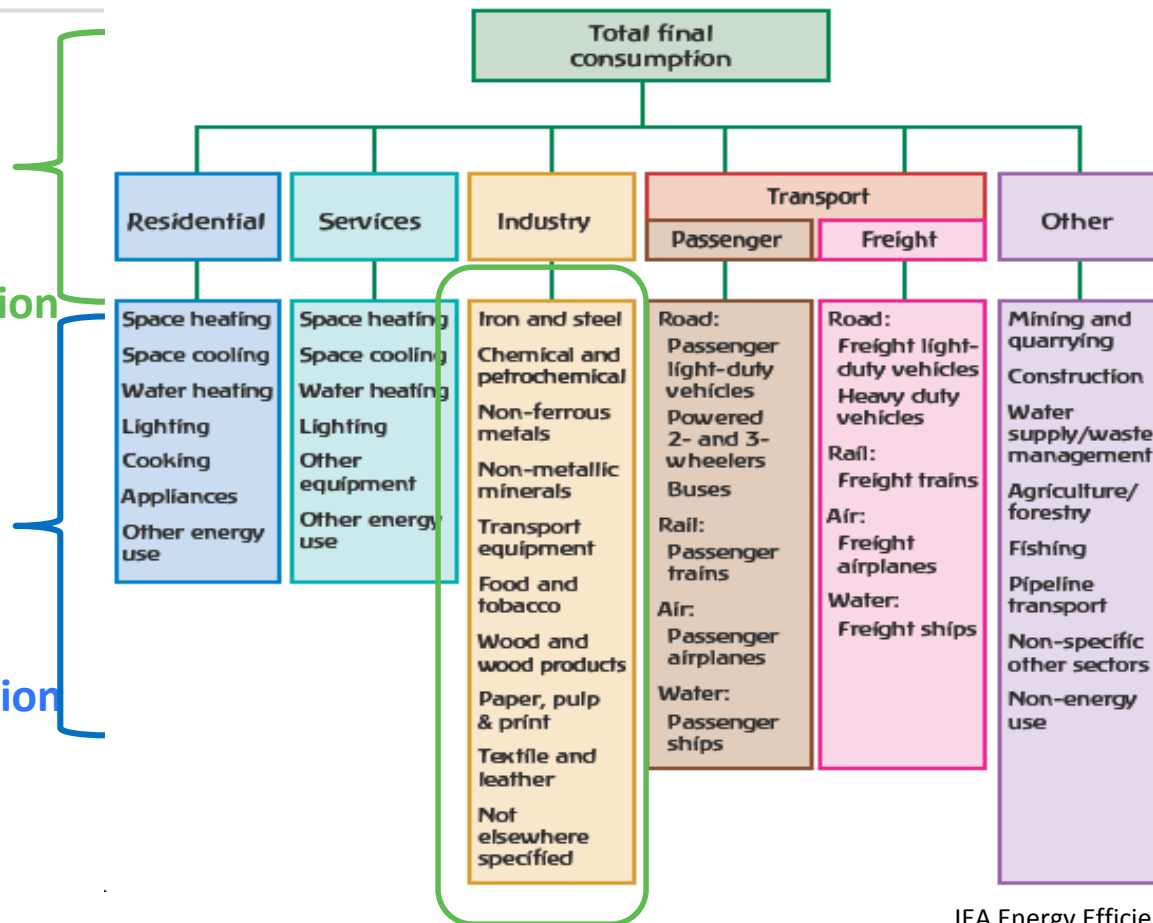 Total final
consumption
Residential
Services
Industry
Transport
Passenger
Freight
Other
Space heating
Space cooling
Water heating
Lighting
Cooking
Appliances
Other energy
use
Space heating
Space cooling
Water heating
Lighting
Other
equipment
Other energy
use
Iron and steel
Chemical and
petrochemical
Non-ferrous
metals
Non-metallic
minerals
Transport
equipment
Food and
tobacco
Wood and
wood products
Paper, pulp
& print
Textile and
leather
Not
elsewhere
specified
Road:
Passenger
light-duty
vehicles
Powered
2- and 3-
wheelers
Buses
Rail:
Passenger
trains
Air:
Passenger
airplanes
Water:
Passenger
ships
Road:
Freight light-
duty vehicles
Heavy duty
vehicles
Rail:
Freight trains
Air:
Freight
airplanes
Water:
Freight ships
Mining and
quarrying
Construction
Water
supply/waste
management
Agriculture/
forestry
Fishing
Pipeline
transport
Non-specific
other sectors
Non-energy
use
ion
ion
IEA Energy Efficie